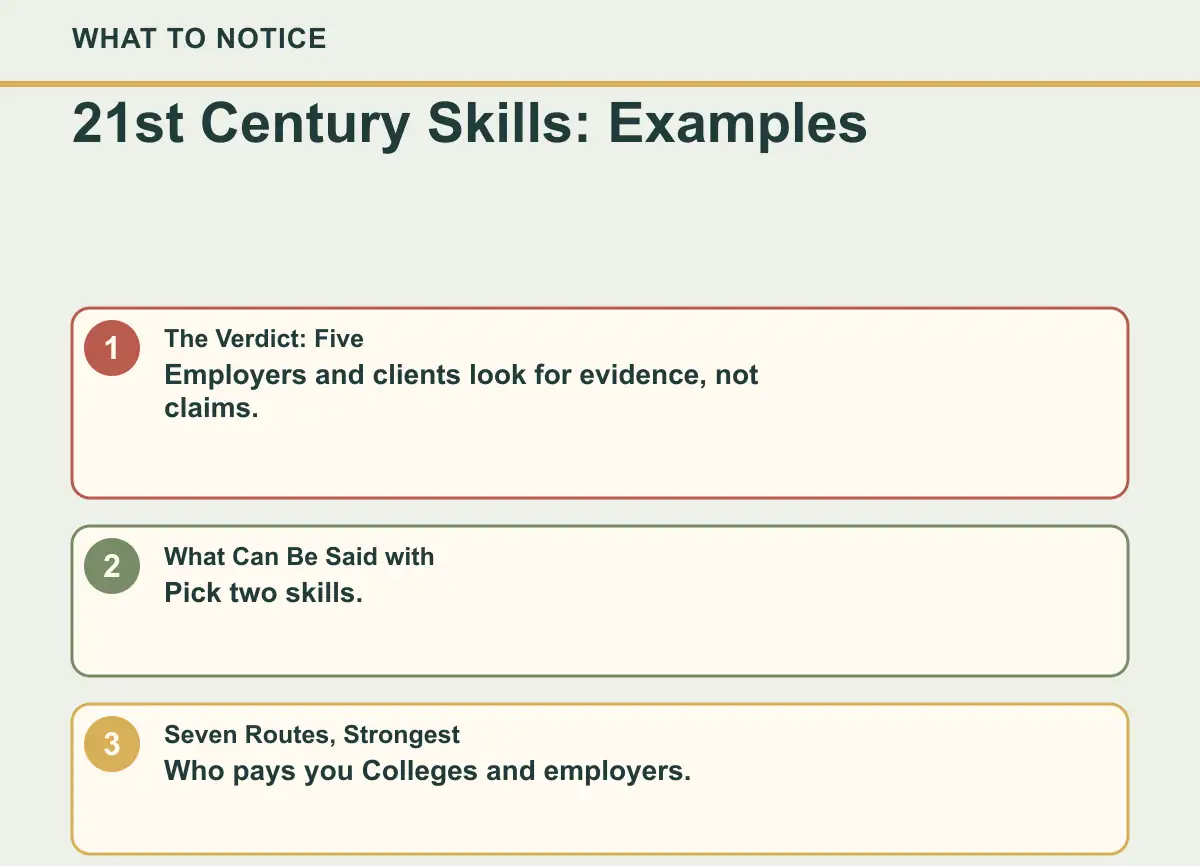 WHAT TO NOTICE
21st Century Skills: Examples
1
The Verdict: Five
Employers and clients look for evidence, not
claims.
2
What Can Be Said with
Pick two skills.
3
Seven Routes, Strongest
Who pays you Colleges and employers.